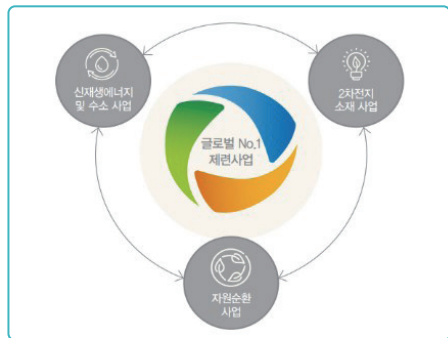 신재생에너지
및 수소 사업
2차전지
소재 사업
글로벌 No.1
제련사업
자원순환
사업